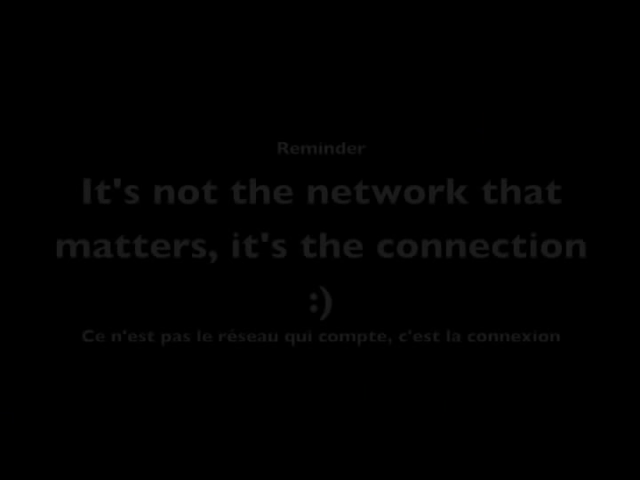 Reminder
It's not the network that
matters, it's the connection
:)
Ce n'est pas le réseau qui compte, c'est la connexion